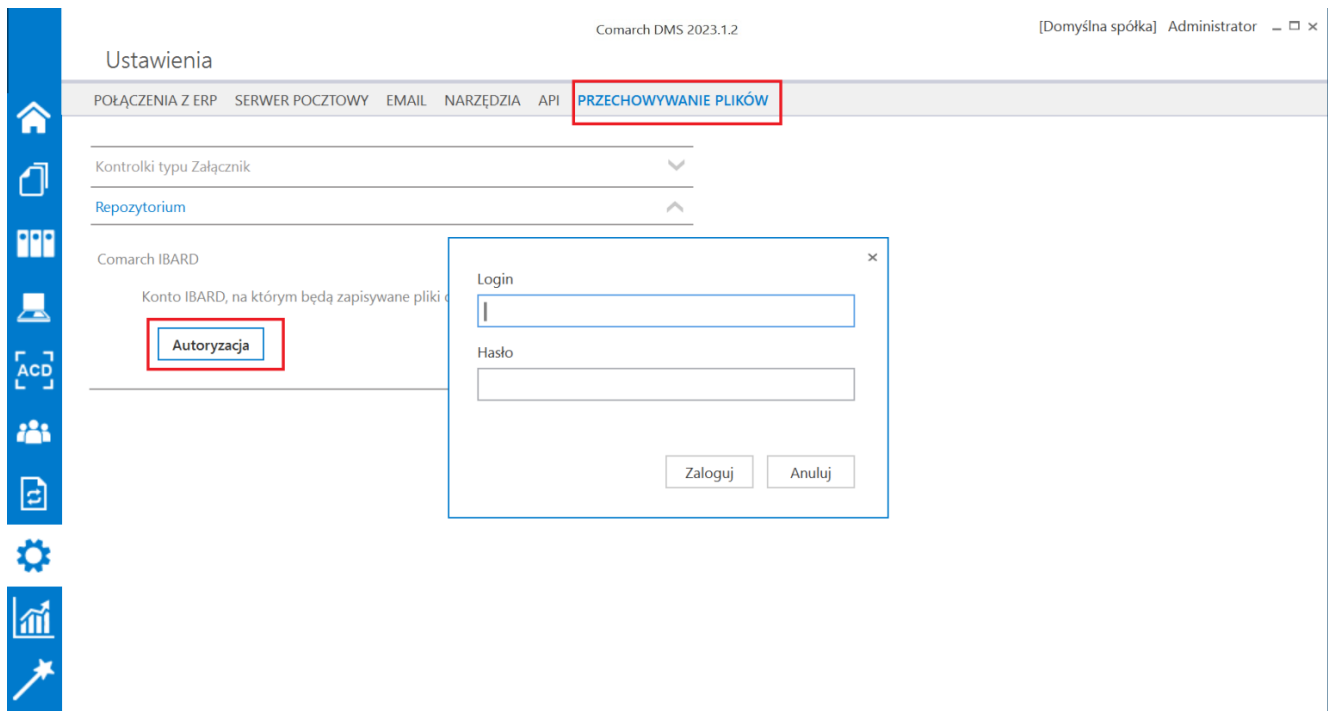 Comarch DMS 2023.1.2
[Domyślna spółka] Administrator
Ustawienia
POŁĄCZENIA Z ERP SERWER POCZTOWY EMAIL NARZĘDZIA API PRZECHOWYWANIE PLIKÓW
Kontrolki typu Załącznik
Repozytorium
Comarch IBARD
Konto IBARD, na którym będą zapisywane pliki
Autoryzacja
Login
Hasło
Zaloguj Anuluj
ACD